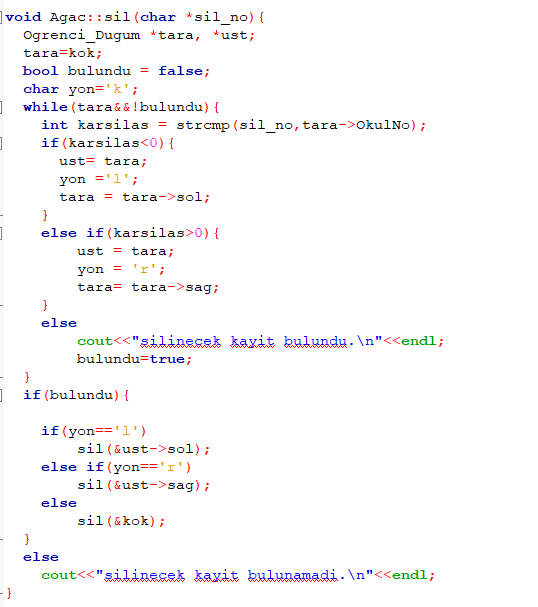 void Agac::sil(char *sil_no){
Ogrenci_Dugum *tara, *ust;
tara=kok;
bool bulundu = false;
char yon='k';
while(tara&&!bulundu){
int karsilas = strcmp(sil_no,tara->OkulNo);
if(karsilas<0){
ust= tara;
yon ='l';
tara = tara->sol;
}
else if(karsilas>0){
ust = tara;
yon = 'r';
tara= tara->sag;
}
else
cout<<"silinecek kayit bulundu.\n"<<endl;
bulundu=true;
}
if(bulundu){
if(yon=='l')
sil(&ust->sol);
else if(yon=='r')
sil(&ust->sag);
else
sil(&kok);
}
else
cout<<"silinecek kayit bulunamadi.\n"<<endl;
}